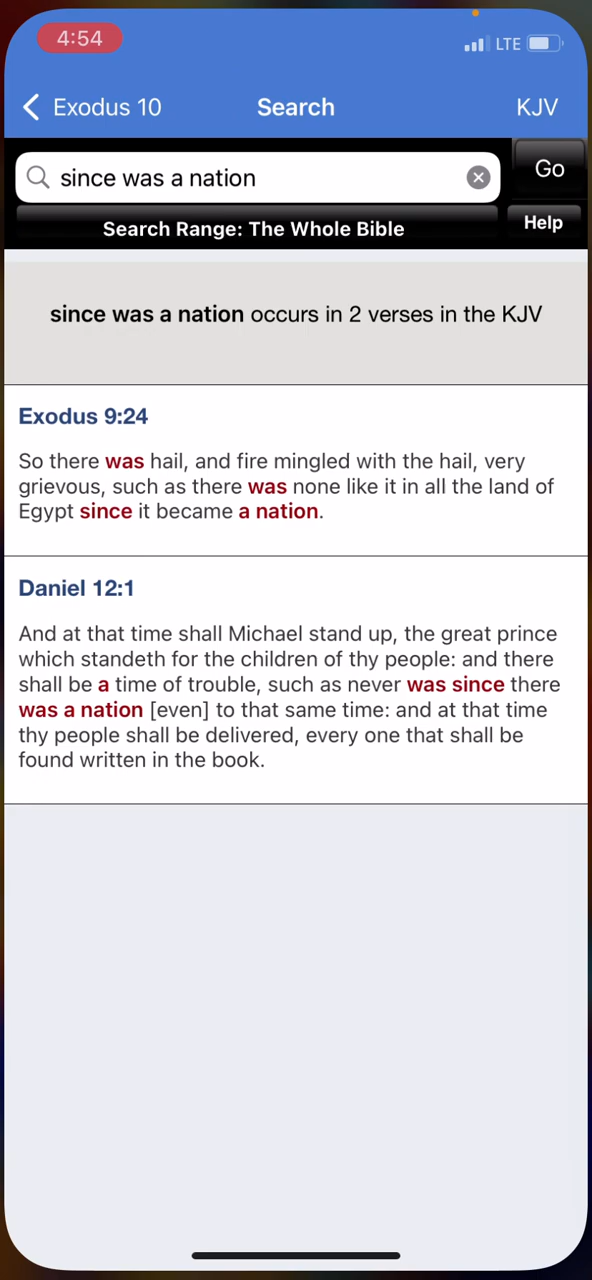 4:54
LTE
Exodus 10
Search
KJV
since was a nation
Go
Search Range: The Whole Bible
Help
since was a nation occurs in 2 verses in the KJV
Exodus 9:24
So there was hail, and fire mingled with the hail, very
grievous, such as there was none like it in all the land of
Egypt since it became a nation.
Daniel 12:1
And at that time shall Michael stand up, the great prince
which standeth for the children of thy people: and there
shall be a time of trouble, such as never was since there
was a nation [even] to that same time: and at that time
thy people shall be delivered, every one that shall be
found written in the book.